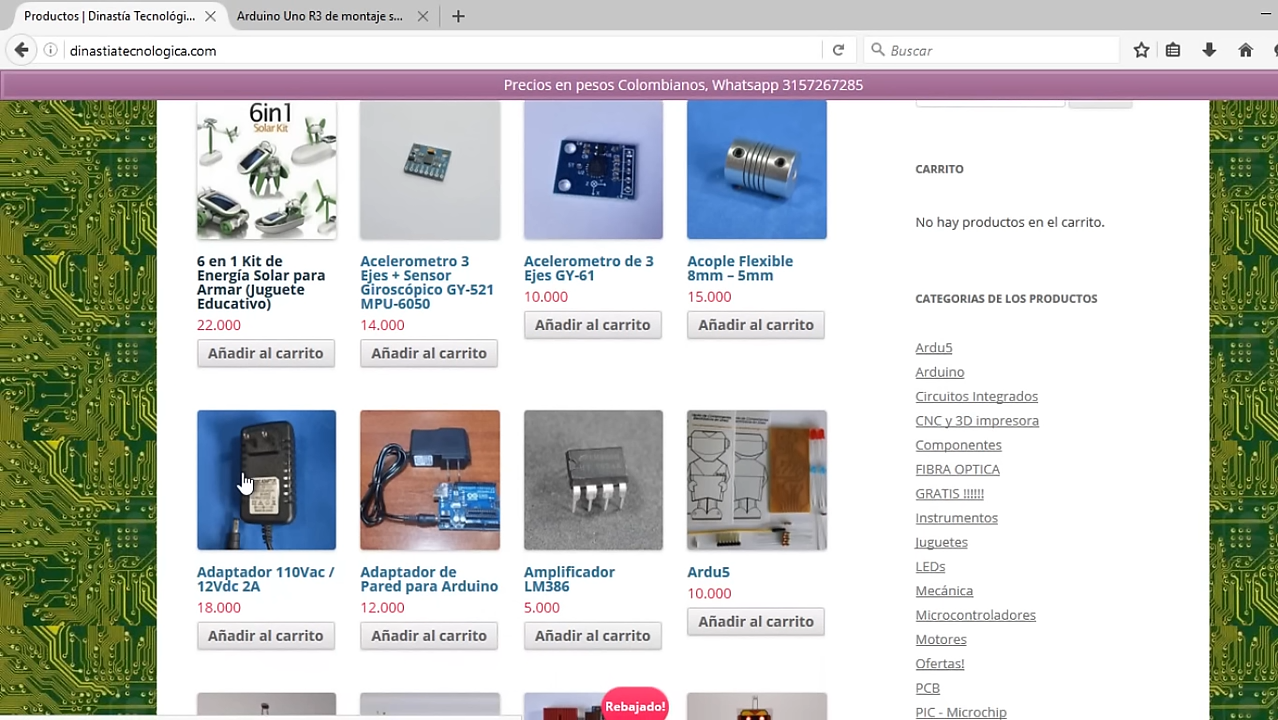 Productos | Dinastía Tecnológi...
Arduino Uno R3 de montaje s...
dinastiatecnologica.com
Buscar
Precios en pesos Colombianos, Whatsapp 3157267285
6in1
Solar Kit
6 en 1 Kit de
Energía Solar para
Armar (Juguete
Educativo)
22.000
Añadir al carrito
Acelerometro 3
Ejes + Sensor
Giroscópico GY-521
MPU-6050
14.000
Añadir al carrito
Acelerometro de 3
Ejes GY-61
10.000
Añadir al carrito
Acople Flexible
8mm – 5mm
15.000
Añadir al carrito
Adaptador 110Vac /
12Vdc 2A
18.000
Añadir al carrito
Adaptador de
Pared para Arduino
12.000
Añadir al carrito
Amplificador
LM386
5.000
Añadir al carrito
Ardu5
10.000
Añadir al carrito
Rebajado!
CARRITO
No hay productos en el carrito.
CATEGORIAS DE LOS PRODUCTOS
Ardu5
Arduino
Circuitos Integrados
CNC y 3D impresora
Componentes
FIBRA OPTICA
GRATIS !!!!!!
Instrumentos
Juguetes
LEDs
Mecánica
Microcontroladores
Motores
Ofertas!
PCB
PIC - Microchip